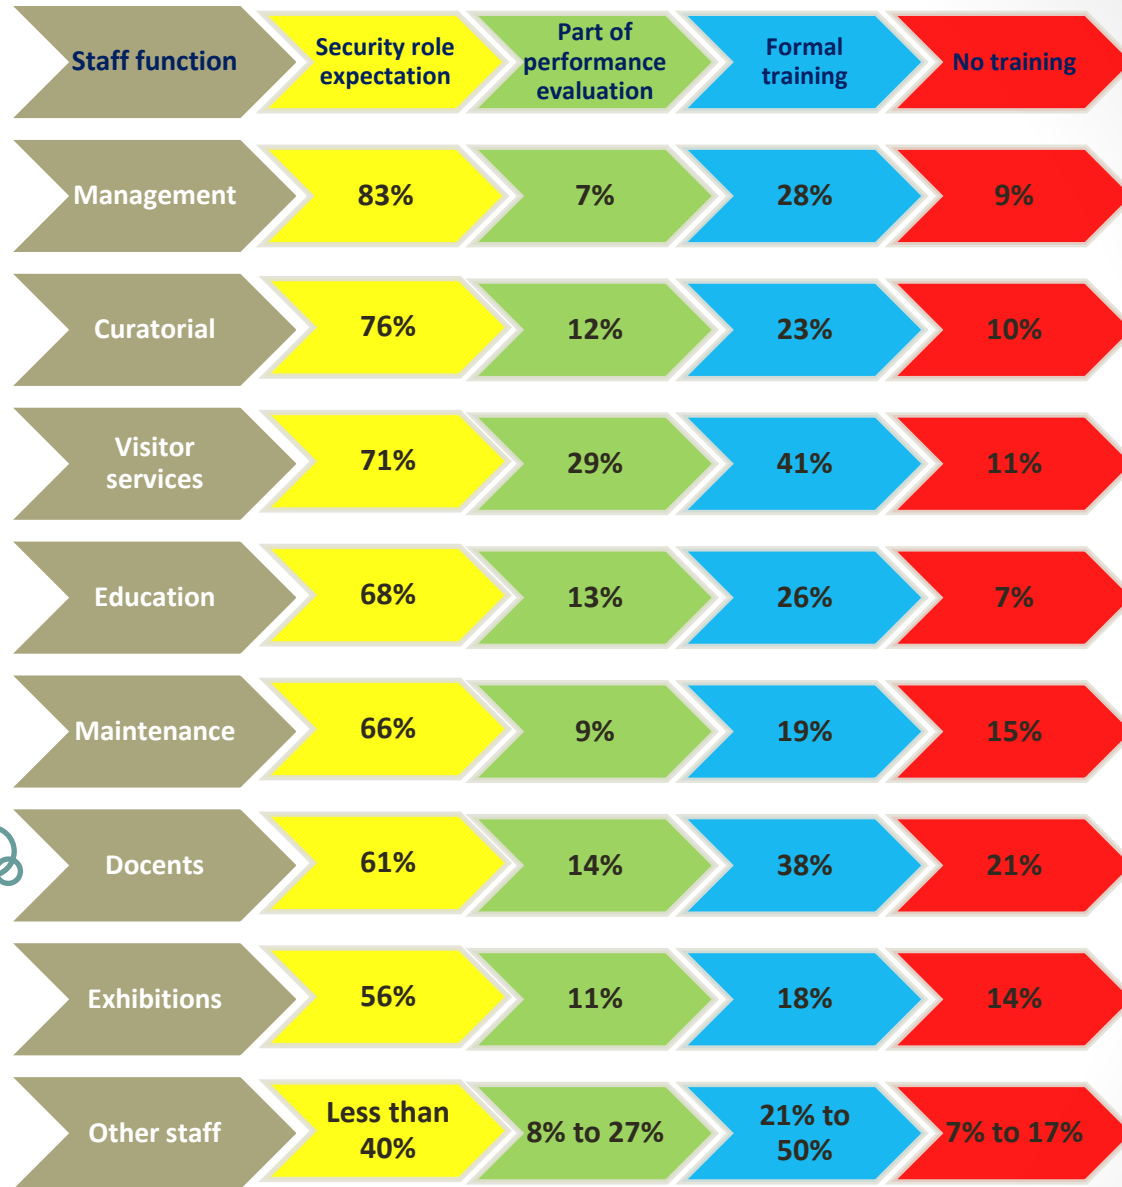 Staff function
Security role
expectation
Part of
performance
evaluation
Formal
training
No training
Management
83%
7%
28%
9%
Curatorial
76%
12%
23%
10%
Visitor
services
71%
29%
41%
11%
Education
68%
13%
26%
7%
Maintenance
66%
9%
19%
15%
Docents
61%
14%
38%
21%
Exhibitions
56%
11%
18%
14%
Other staff
Less than
40%
8% to 27%
21% to
50%
7% to 17%